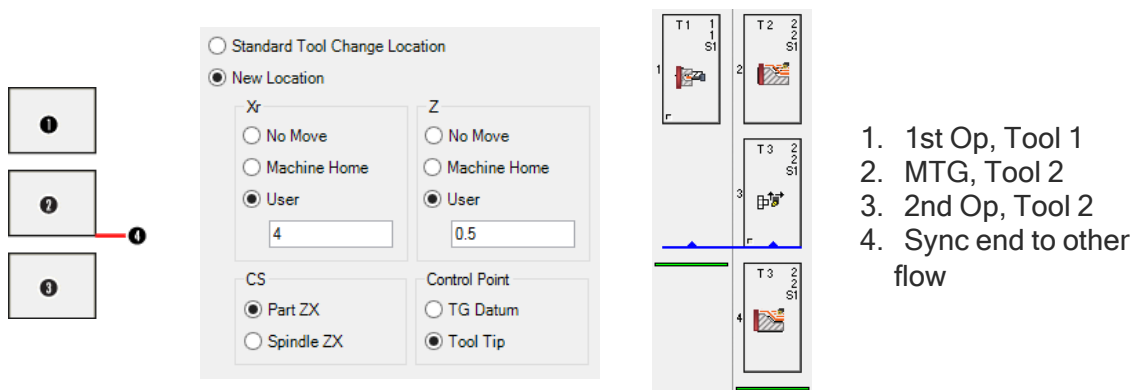 ❶
❷
❹
❸
Standard Tool Change Location
New Location
Xr
No Move
Machine Home
User
4
Z
No Move
Machine Home
User
0.5
CS
Part ZX
Spindle ZX
Control Point
TG Datum
Tool Tip
1
T1 1
1
S1
2
T2 2
2
S1
3
T3 2
2
S1
4
T3 2
2
S1
1. 1st Op, Tool 1
2. MTG, Tool 2
3. 2nd Op, Tool 2
4. Sync end to other
flow